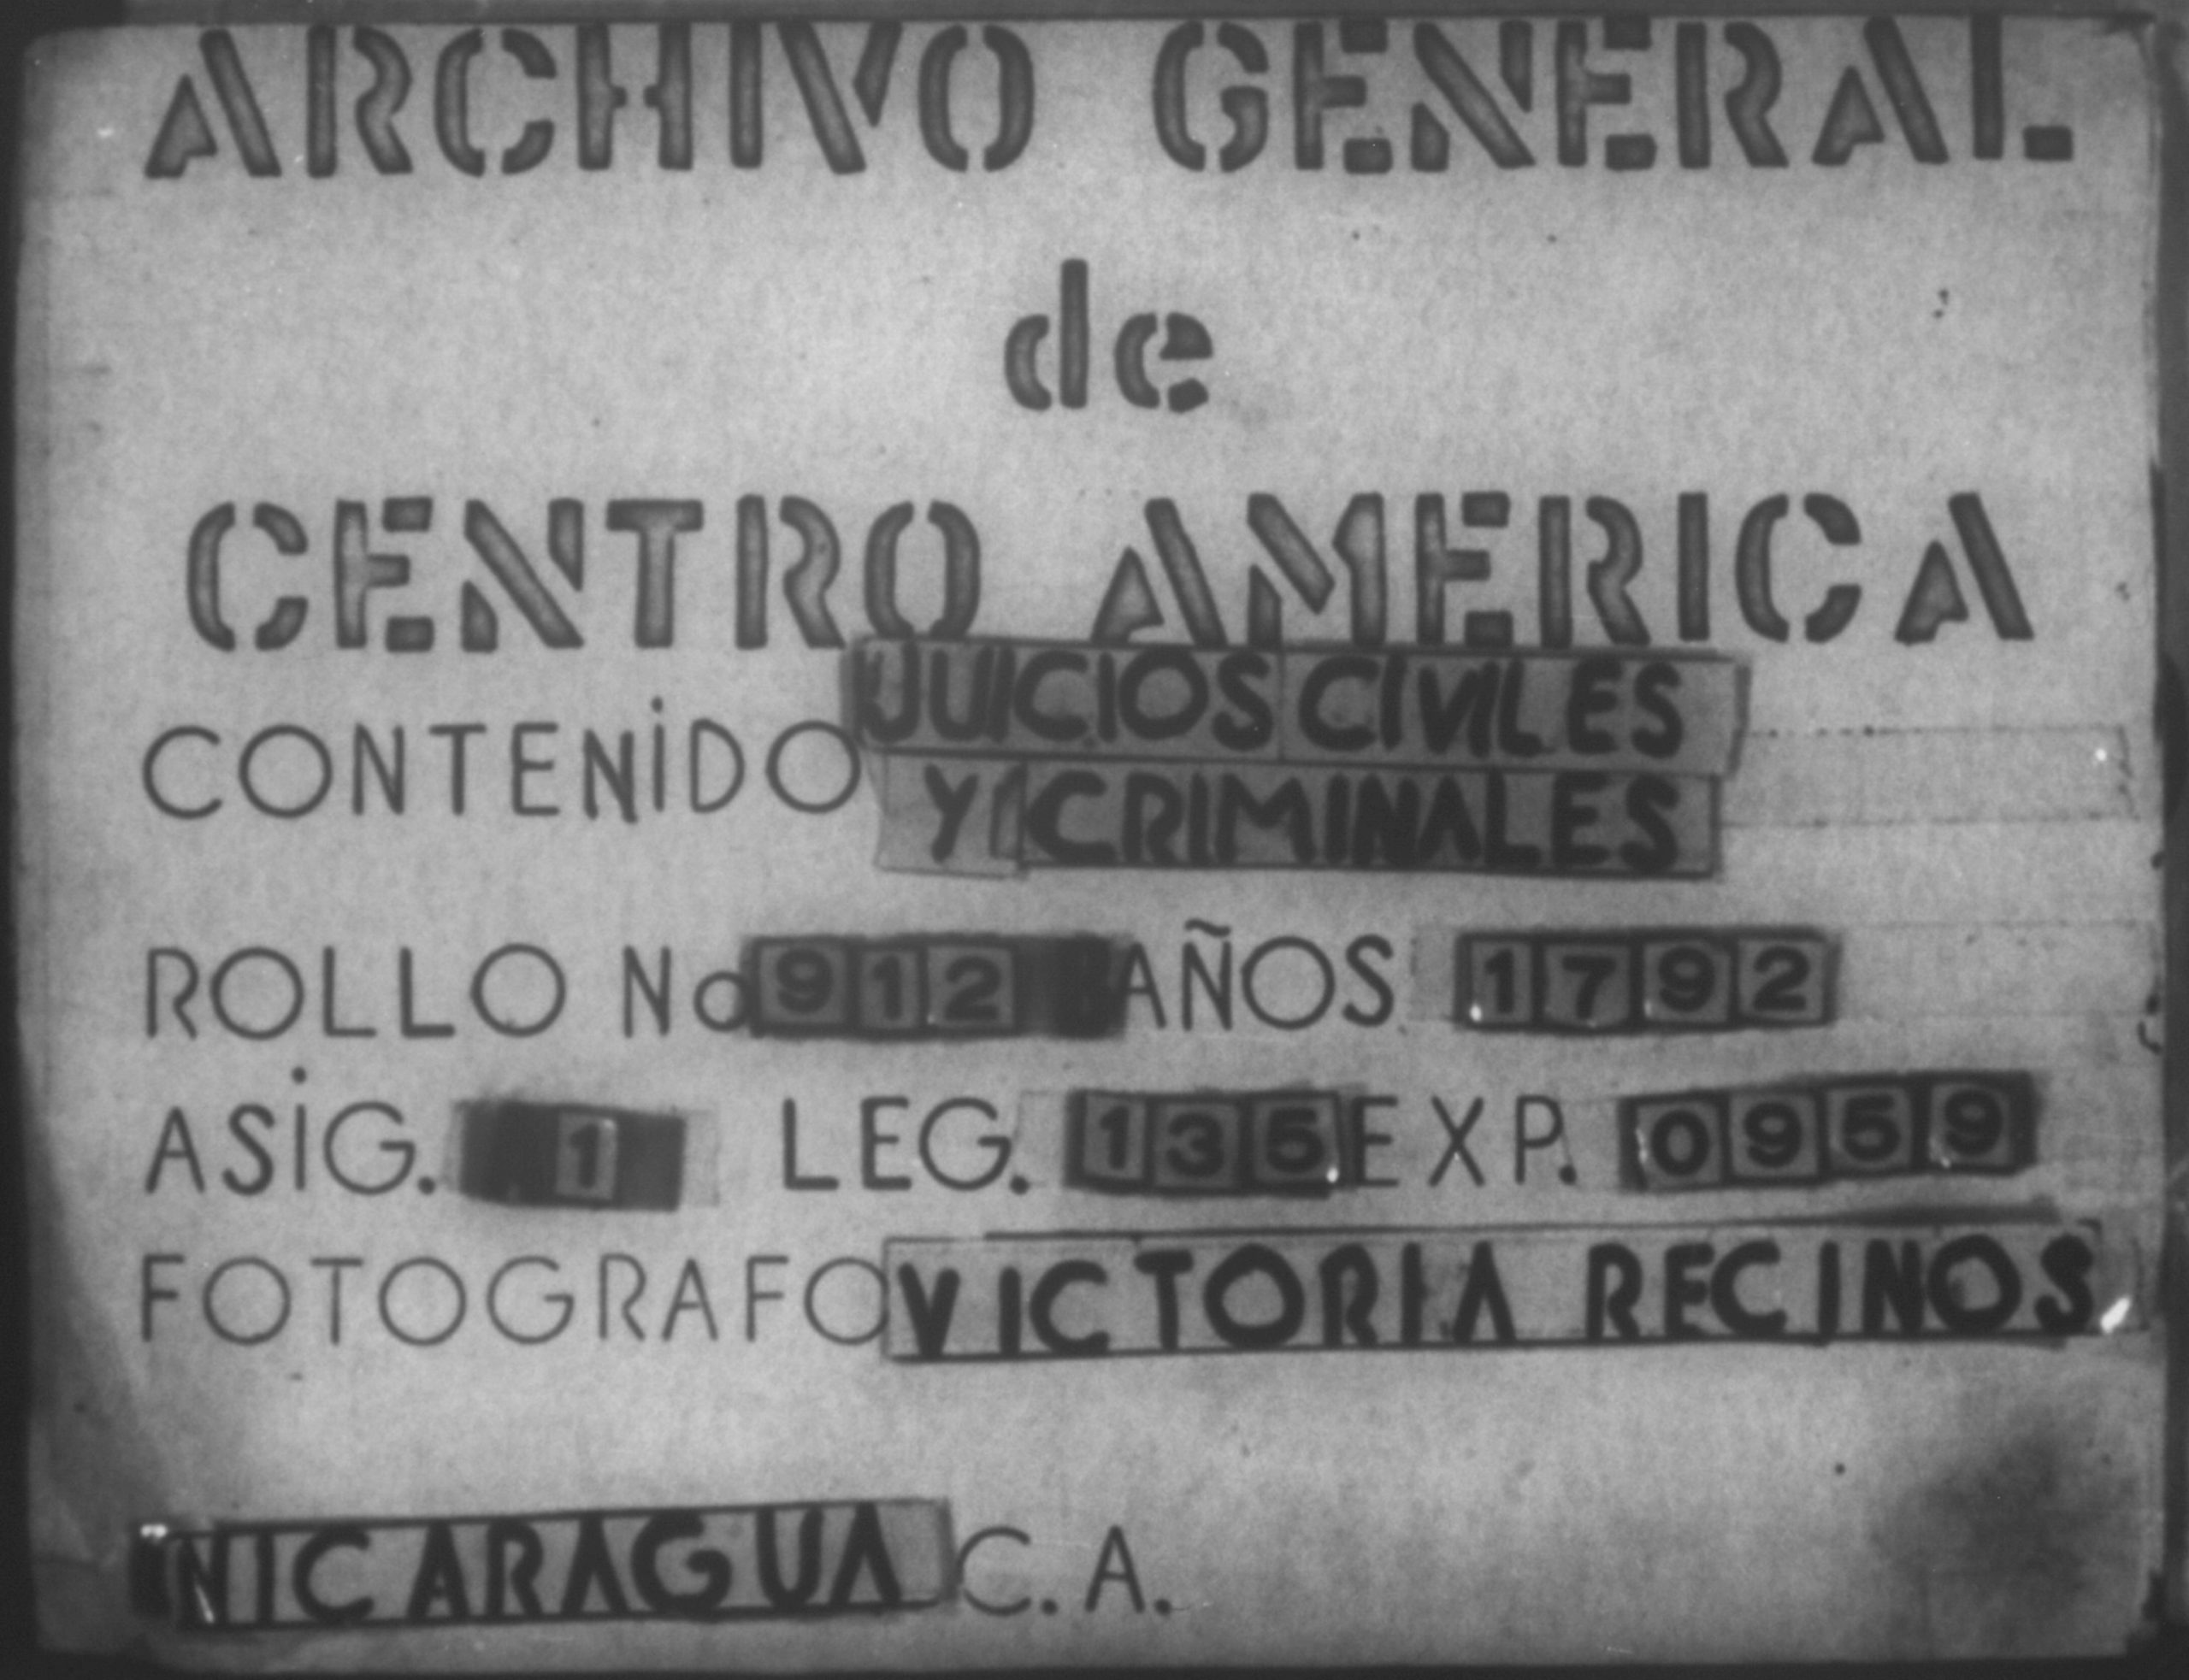 ARCHIVO GENERAL
de
CENTRO AMERICA
CONTENIDO JUICIOS CIVILES
Y CRIMINALES
ROLLO No 912 AÑOS 1792
ASIG. 1 LEG. 135 EXP. 0959
FOTOGRAFO VICTORIA RECINOS
NICARAGUA C.A.